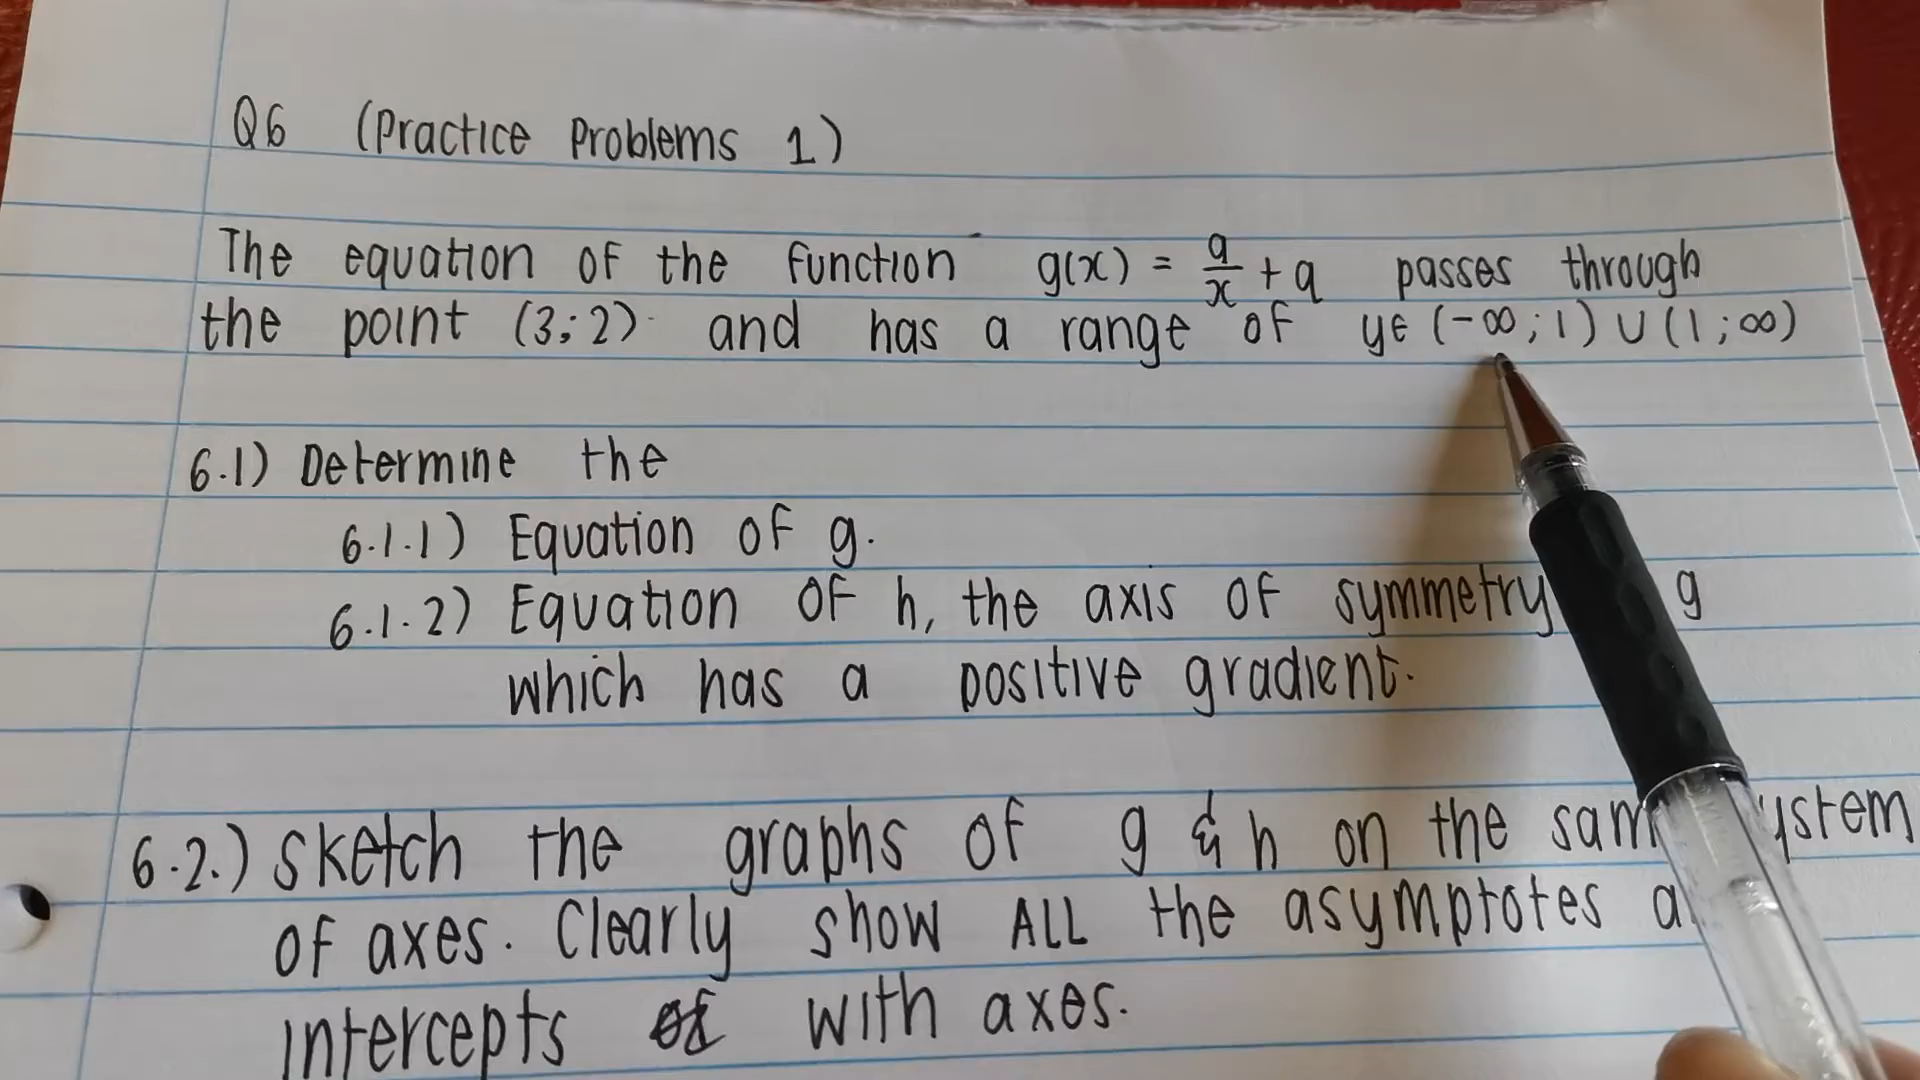 Q6 (Practice Problems 1)
The equation of the function g(x) = a/x + q passes through
the point (3;2) and has a range of y∈ (-∞;1) ∪ (1;∞)
6.1) Determine the
6.1.1) Equation of g.
6.1.2) Equation of h, the axis of symmetry g
which has a positive gradient.
6.2.) Sketch the graphs of g & h on the sam ystem
of axes. Clearly show ALL the asymptotes a
intercepts of with axes.